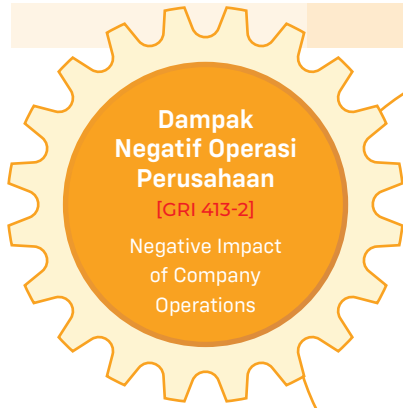 Dampak
Negatif Operasi
Perusahaan
[GRI 413-2]
Negative Impact
of Company
Operations